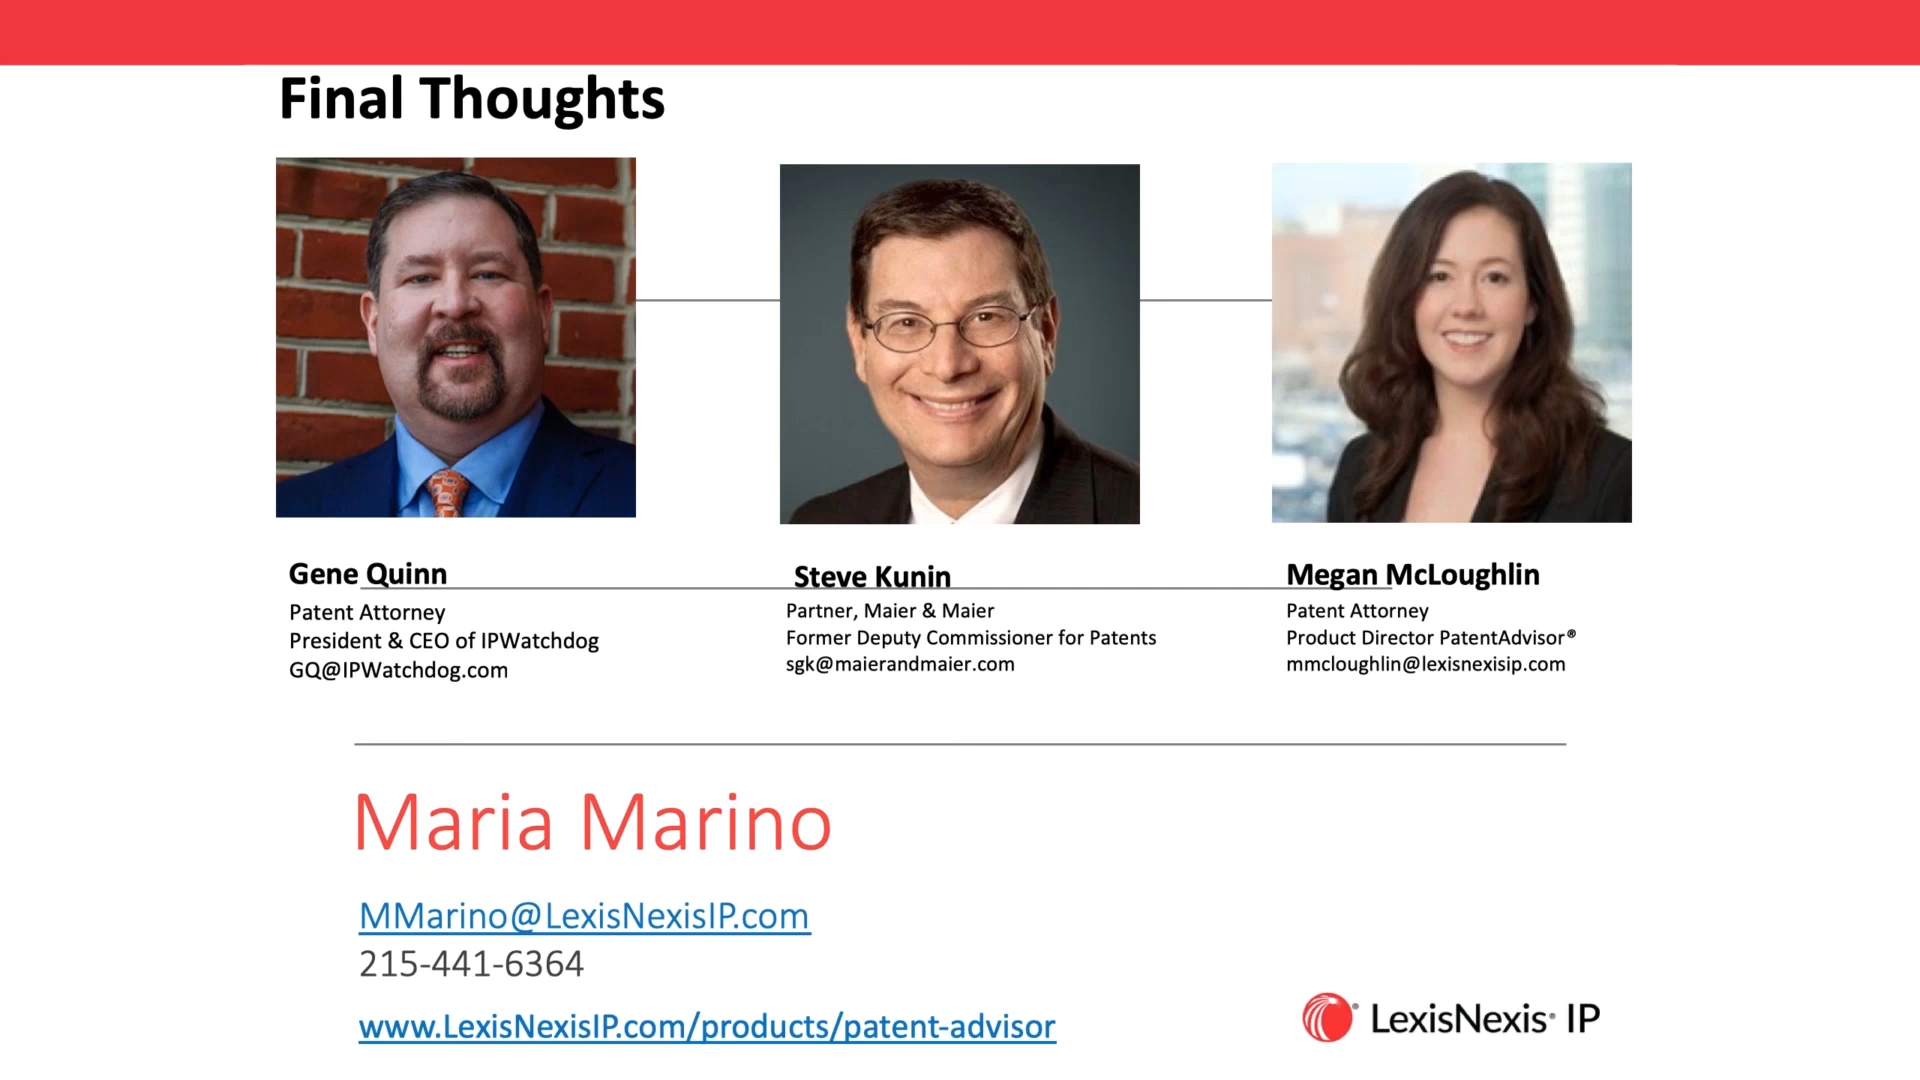 Final Thoughts
Gene Quinn
Patent Attorney
President & CEO of IPWatchdog
GQ@IPWatchdog.com
Steve Kunin
Partner, Maier & Maier
Former Deputy Commissioner for Patents
sgk@maierandmaier.com
Megan McLoughlin
Patent Attorney
Product Director PatentAdvisor®
mmcloughlin@lexisnexisip.com
Maria Marino
MMarino@LexisNexisIP.com
215-441-6364
www.LexisNexisIP.com/products/patent-advisor
® LexisNexis® IP